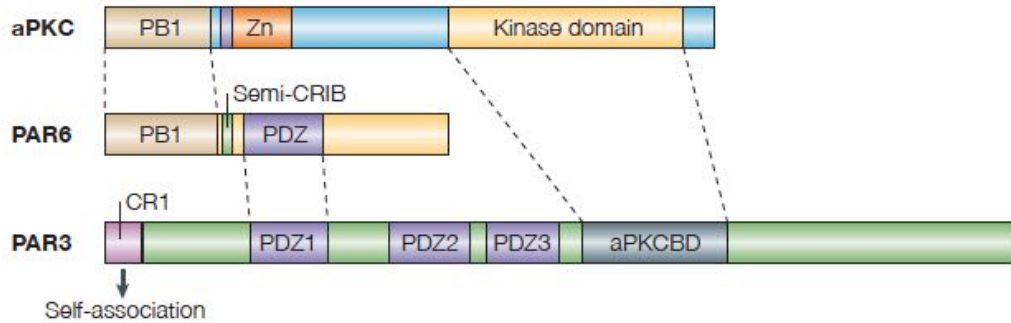 aPKC PB1 Zn Kinase domain
Semi-CRIB
PAR6 PB1 PDZ
CR1
PAR3 PDZ1 PDZ2 PDZ3 aPKCBD
Self-association